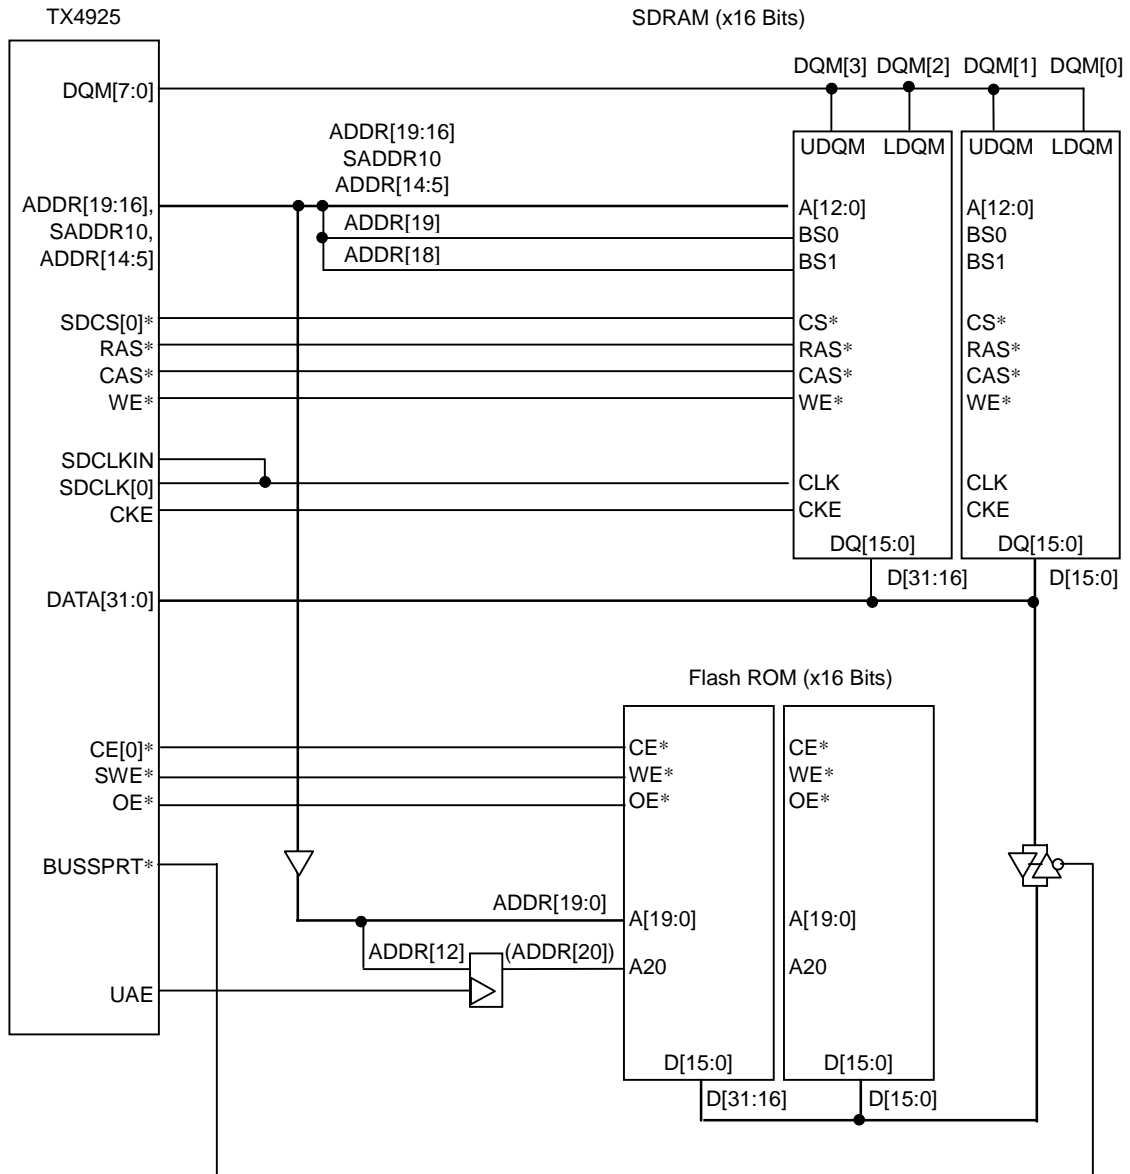 TX4925
SDRAM (x16 Bits)
DQM[3] DQM[2] DQM[1] DQM[0]
DQM[7:0]
UDQM LDQM UDQM LDQM
ADDR[19:16]
SADDR10
ADDR[14:5]
ADDR[19:16],
SADDR10,
ADDR[14:5]
ADDR[19]
ADDR[18]
A[12:0] A[12:0]
BS0 BS0
BS1 BS1
SDCS[0]* CS* CS*
RAS* RAS* RAS*
CAS* CAS* CAS*
WE* WE* WE*
SDCLKIN
SDCLK[0] CLK CLK
CKE CKE CKE
DQ[15:0] DQ[15:0]
D[31:16] D[15:0]
DATA[31:0]
Flash ROM (x16 Bits)
CE[0]* CE* CE*
SWE* WE* WE*
OE* OE* OE*
BUSSPRT*
ADDR[19:0] A[19:0] A[19:0]
ADDR[12] (ADDR[20]) A20 A20
UAE
D[15:0] D[15:0]
D[31:16] D[15:0]